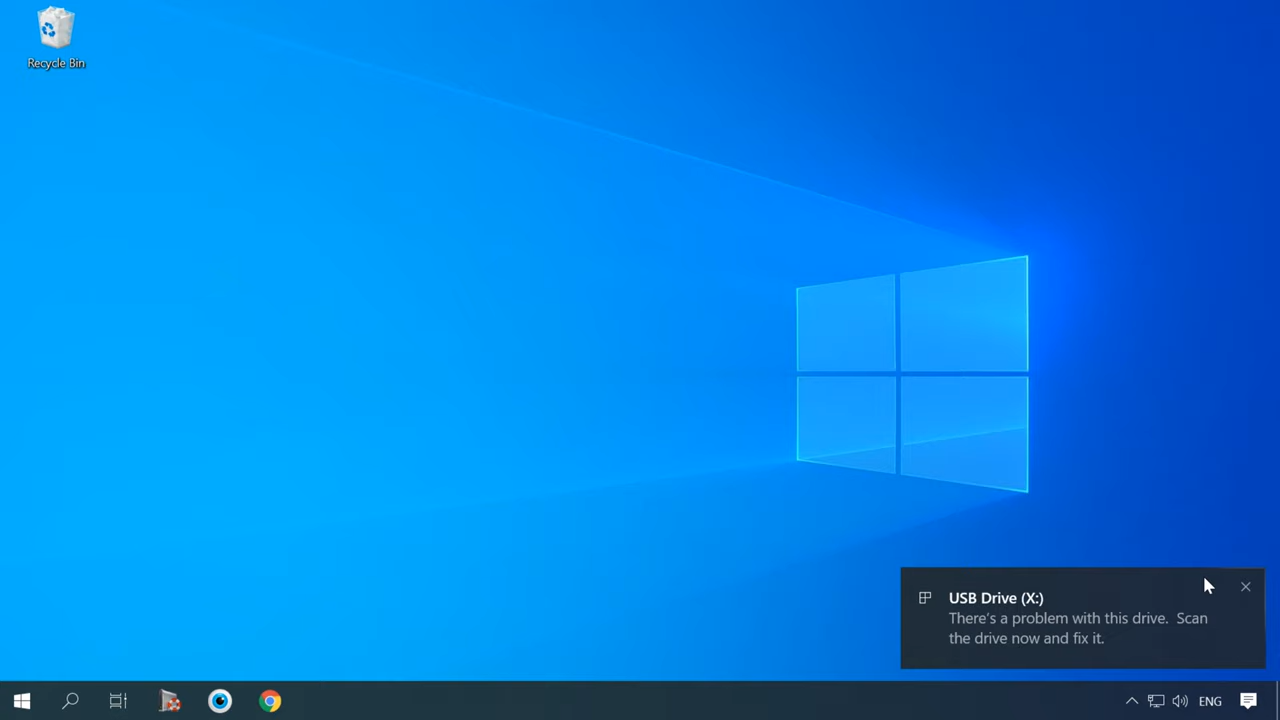 Recycle Bin
USB Drive (X:)
There's a problem with this drive. Scan
the drive now and fix it.
ENG